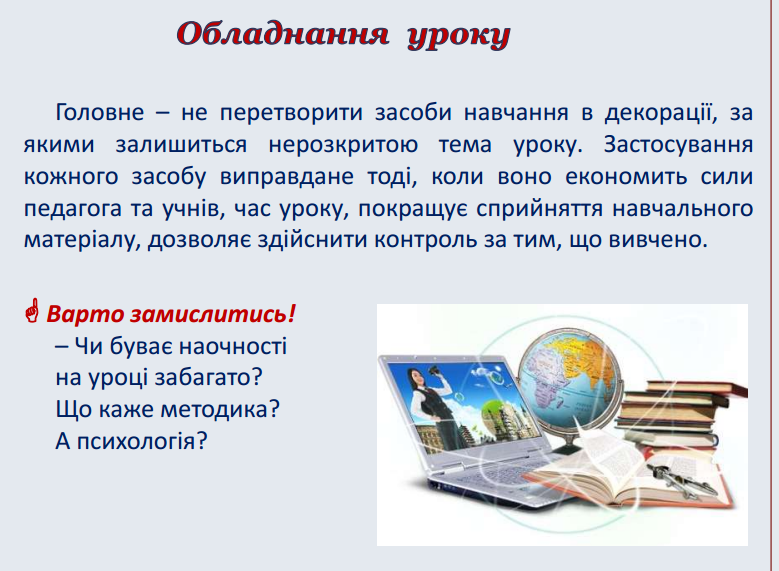 Обладнання уроку
Головне – не перетворити засоби навчання в декорації, за
якими залишиться нерозкритою тема уроку. Застосування
кожного засобу виправдане тоді, коли воно економить сили
педагога та учнів, час уроку, покращує сприйняття навчального
матеріалу, дозволяє здійснити контроль за тим, що вивчено.
☝ Варто замислитись!
– Чи буває наочності
на уроці забагато?
Що каже методика?
А психологія?